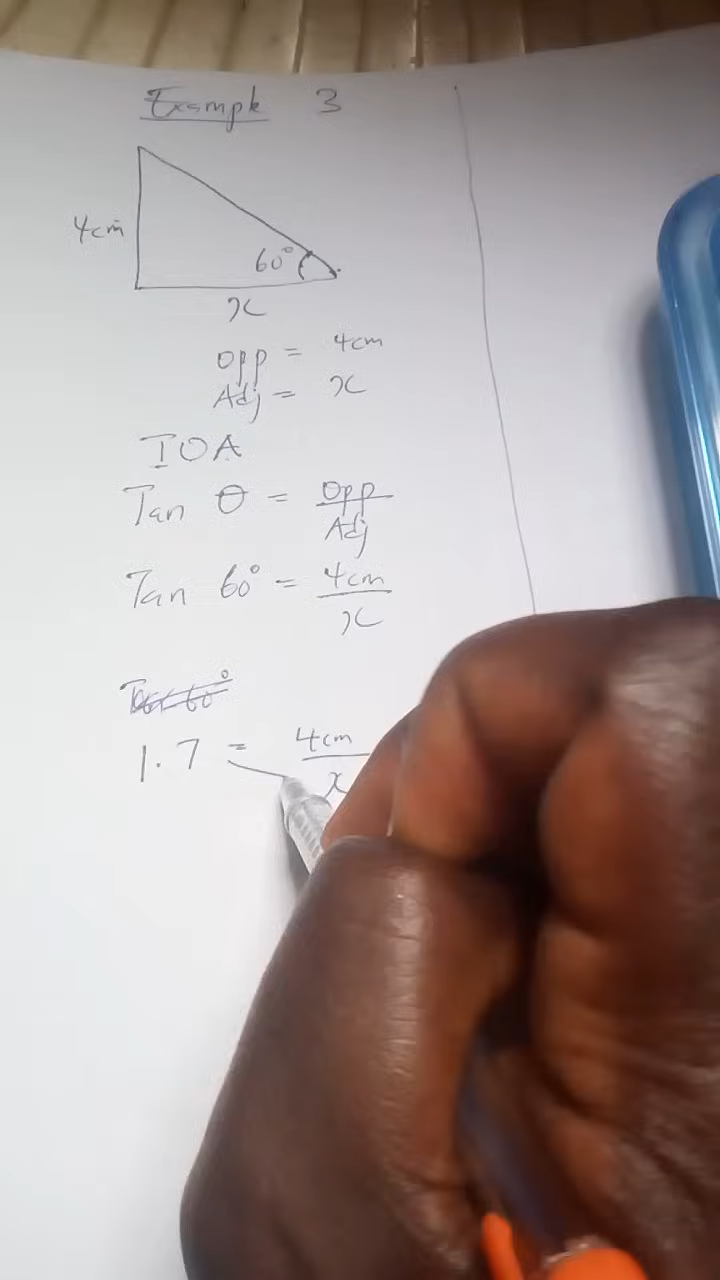 Example 3
4cm
60°
x
Opp = 4cm
Adj = x
TOA
Tan θ = Opp/Adj
Tan 60° = 4cm/x
1.7 = 4cm/x